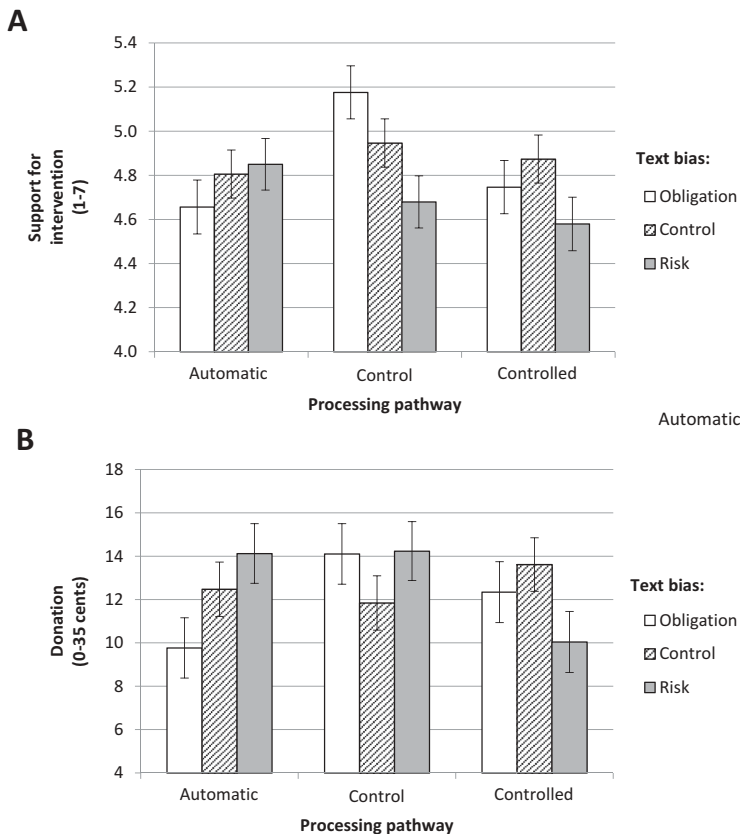 A
5.4
5.2
5.0
4.8
4.6
4.4
4.2
4.0
Support for
intervention
(1-7)
Automatic
Control
Controlled
Processing pathway
Text bias:
Obligation
Control
Risk
Automatic
B
18
16
14
12
10
8
6
4
Donation
(0-35 cents)
Automatic
Control
Controlled
Processing pathway
Text bias:
Obligation
Control
Risk